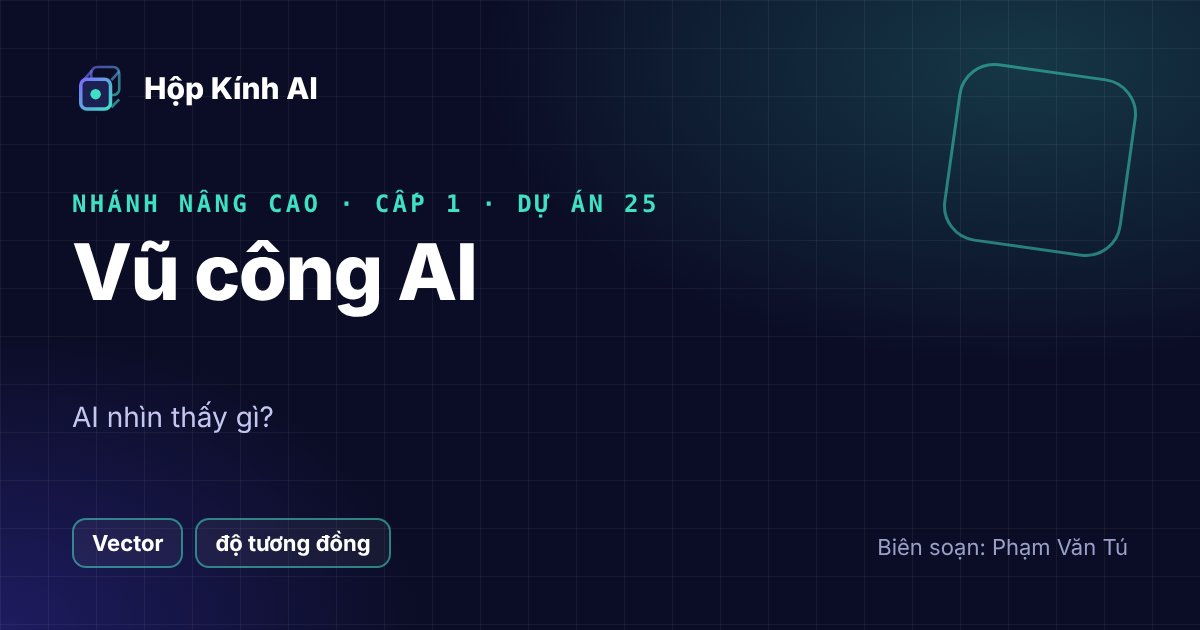 Hộp Kính AI
NHÁNH NÂNG CAO · CẤP 1 · DỰ ÁN 25
Vũ công AI
AI nhìn thấy gì?
Vector
độ tương đồng
Biên soạn: Phạm Văn Tú